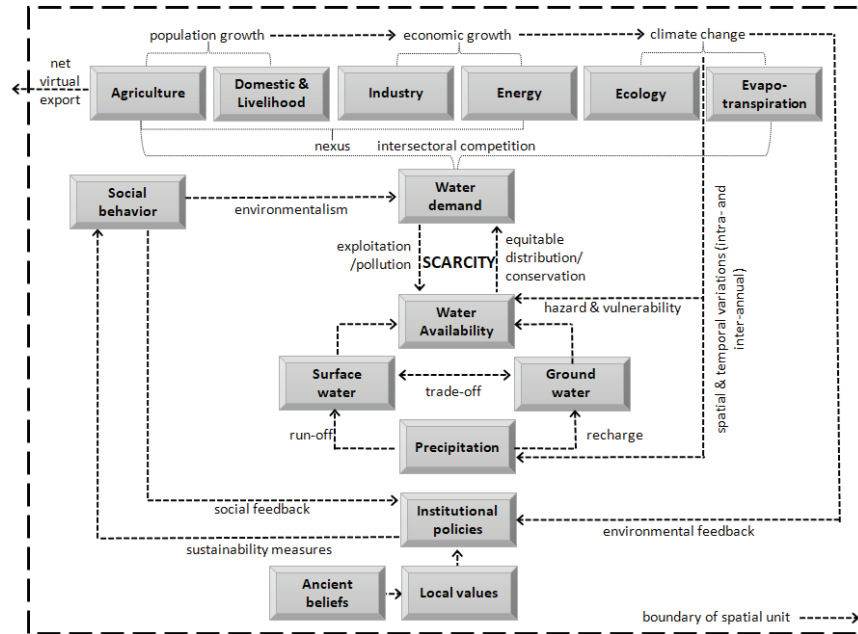 population growth
economic growth
climate change
net
virtual
export
Agriculture
Domestic &
Livelihood
Industry
Energy
Ecology
Evapo-
transpiration
nexus
intersectoral competition
Social
behavior
environmentalism
Water
demand
exploitation
/pollution
SCARCITY
equitable
distribution/
conservation
spatial & temporal variations (intra- and
inter-annual)
Water
Availability
hazard & vulnerability
Surface
water
trade-off
Ground
water
run-off
Precipitation
recharge
social feedback
Institutional
policies
environmental feedback
sustainability measures
Ancient
beliefs
Local values
boundary of spatial unit